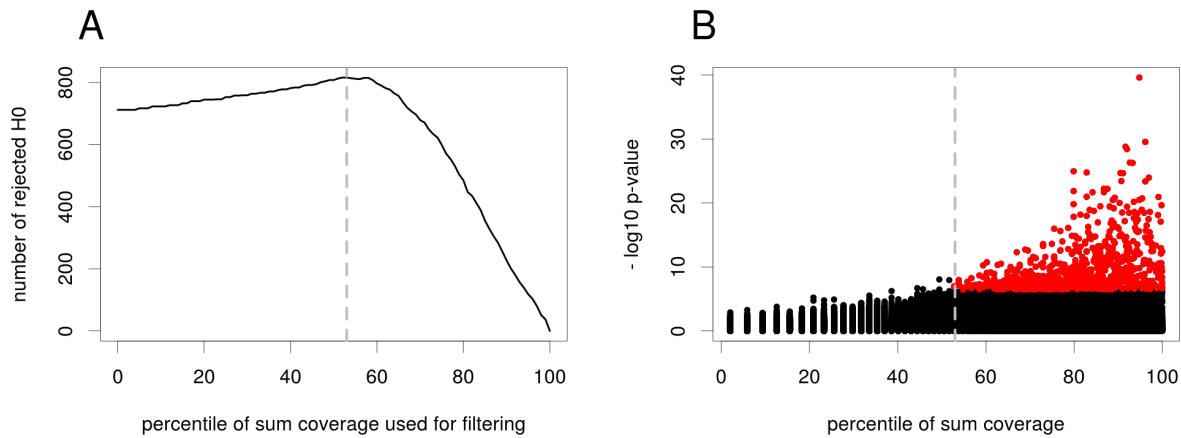 A
number of rejected H0
800
600
400
200
0
0 20 40 60 80 100
percentile of sum coverage used for filtering
B
- log10 p-value
40
30
20
10
0
0 20 40 60 80 100
percentile of sum coverage